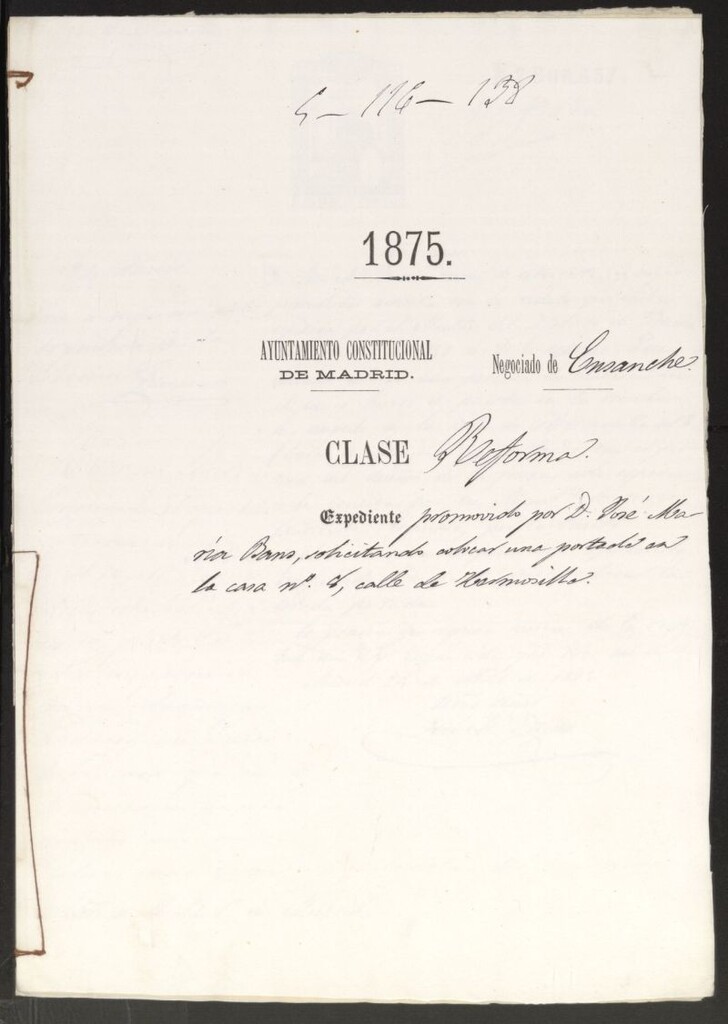 5 - 116 - 138
1875.
AYUNTAMIENTO CONSTITUCIONAL
DE MADRID.
Negociado de Ensanche.
CLASE Reforma.
Expediente promovido por D. José Ma-
ría Bans, solicitando colocar una portada en
la casa nº. 8, calle de Hermosilla.